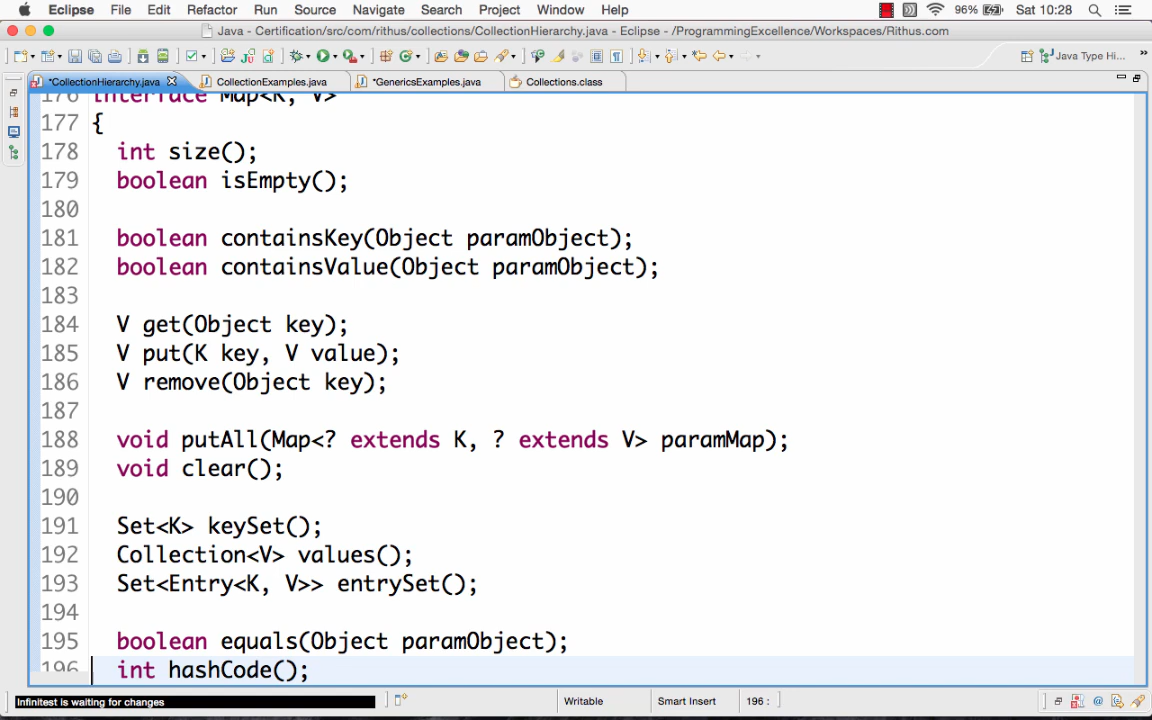 Eclipse File Edit Refactor Run Source Navigate Search Project Window Help 96% Sat 10:28
Java - Certification/src/com/rithus/collections/CollectionHierarchy.java - Eclipse - /ProgrammingExcellence/Workspaces/Rithus.com
Java Type Hi...
*CollectionHierarchy.java CollectionExamples.java *GenericsExamples.java Collections.class
176 interface Map<K, V>
177 {
178 int size();
179 boolean isEmpty();
180
181 boolean containsKey(Object paramObject);
182 boolean containsValue(Object paramObject);
183
184 V get(Object key);
185 V put(K key, V value);
186 V remove(Object key);
187
188 void putAll(Map<? extends K, ? extends V> paramMap);
189 void clear();
190
191 Set<K> keySet();
192 Collection<V> values();
193 Set<Entry<K, V>> entrySet();
194
195 boolean equals(Object paramObject);
196 int hashCode();
Infinitest is waiting for changes Writable Smart Insert 196 :